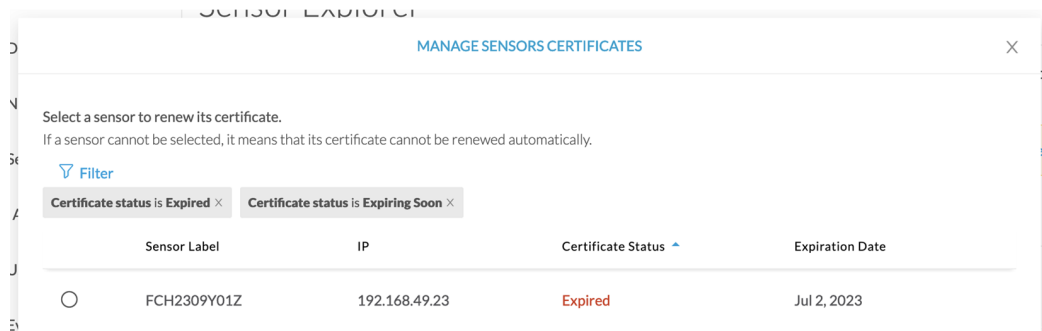 Sensor Explorer
MANAGE SENSORS CERTIFICATES
Select a sensor to renew its certificate.
If a sensor cannot be selected, it means that its certificate cannot be renewed automatically.
Filter
Certificate status is Expired × Certificate status is Expiring Soon ×
Sensor Label IP Certificate Status Expiration Date
FCH2309Y01Z 192.168.49.23 Expired Jul 2, 2023